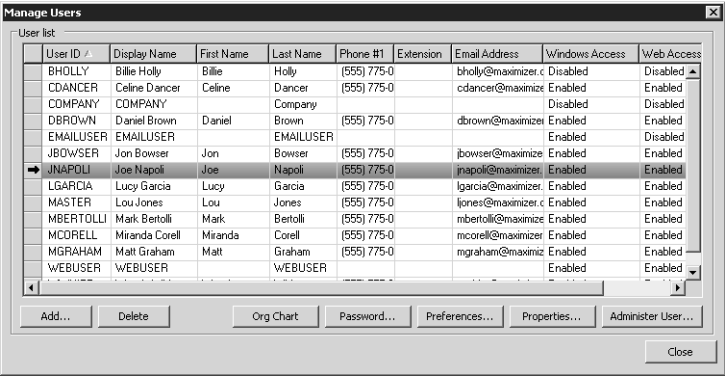 Manage Users
User list
User ID Display Name First Name Last Name Phone #1 Extension Email Address Windows Access Web Access
BHOLLY Billie Holly Billie Holly (555) 775-0 bholly@maximizer.c Disabled Disabled
CDANCER Celine Dancer Celine Dancer (555) 775-0 cdancer@maximize Enabled Enabled
COMPANY COMPANY Company Disabled Disabled
DBROWN Daniel Brown Daniel Brown (555) 775-0 dbrown@maximizer Enabled Enabled
EMAILUSER EMAILUSER EMAILUSER Enabled Disabled
JBOWSER Jon Bowser Jon Bowser (555) 775-0 jbowser@maximize Enabled Enabled
JNAPOLI Joe Napoli Joe Napoli (555) 775-0 jnapoli@maximizer. Enabled Enabled
LGARCIA Lucy Garcia Lucy Garcia (555) 775-0 lgarcia@maximizer. Enabled Enabled
MASTER Lou Jones Lou Jones (555) 775-0 ljones@maximizer.c Enabled Enabled
MBERTOLLI Mark Bertolli Mark Bertolli (555) 775-0 mbertolli@maximize Enabled Enabled
MCORELL Miranda Corell Miranda Corell (555) 775-0 mcorell@maximizer Enabled Enabled
MGRAHAM Matt Graham Matt Graham (555) 775-0 mgraham@maximiz Enabled Enabled
WEBUSER WEBUSER WEBUSER Enabled Enabled
Add... Delete Org Chart Password... Preferences... Properties... Administer User...
Close